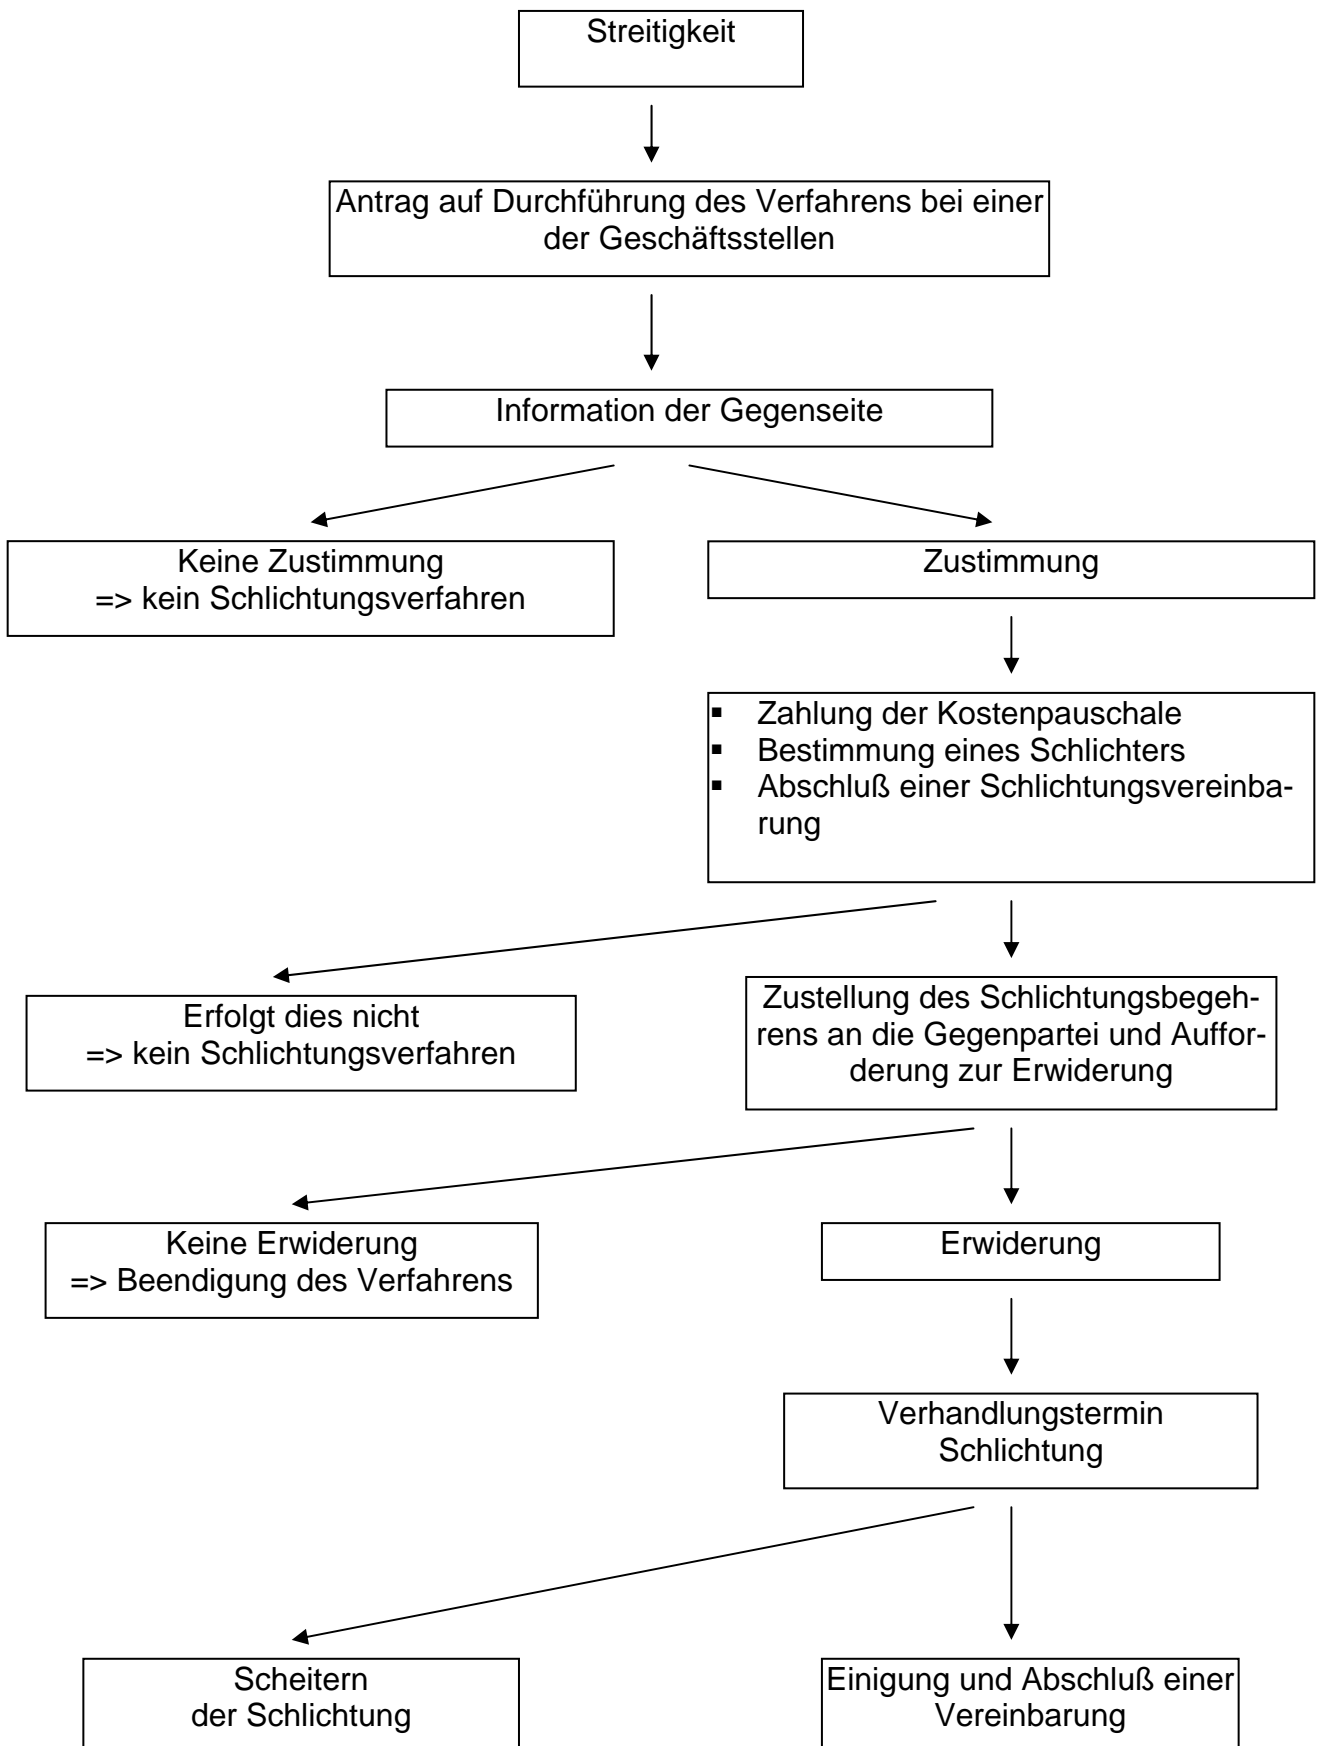 Streitigkeit
Antrag auf Durchführung des Verfahrens bei einer
der Geschäftsstellen
Information der Gegenseite
Keine Zustimmung
=> kein Schlichtungsverfahren
Zustimmung
▪ Zahlung der Kostenpauschale
▪ Bestimmung eines Schlichters
▪ Abschluß einer Schlichtungsvereinba-
rung
Erfolgt dies nicht
=> kein Schlichtungsverfahren
Zustellung des Schlichtungsbegeh-
rens an die Gegenpartei und Auffor-
derung zur Erwiderung
Keine Erwiderung
=> Beendigung des Verfahrens
Erwiderung
Verhandlungstermin
Schlichtung
Scheitern
der Schlichtung
Einigung und Abschluß einer
Vereinbarung